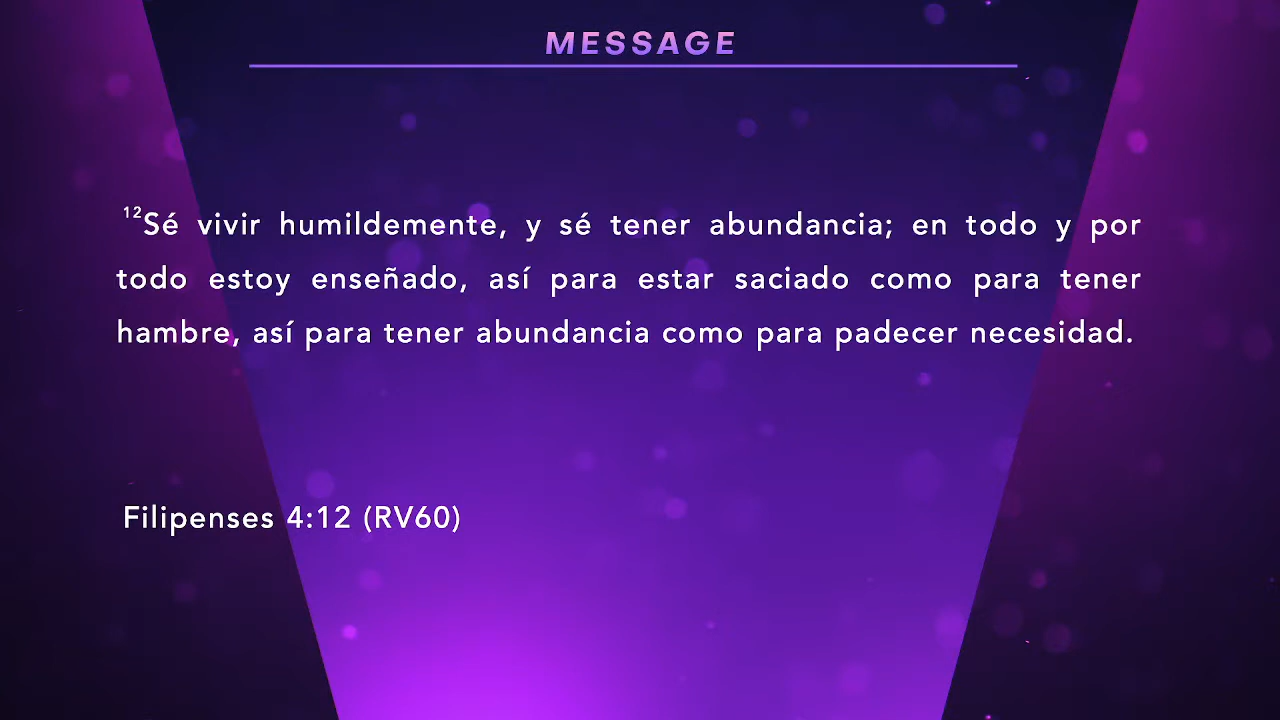 MESSAGE
¹²Sé vivir humildemente, y sé tener abundancia; en todo y por
todo estoy enseñado, así para estar saciado como para tener
hambre, así para tener abundancia como para padecer necesidad.
Filipenses 4:12 (RV60)